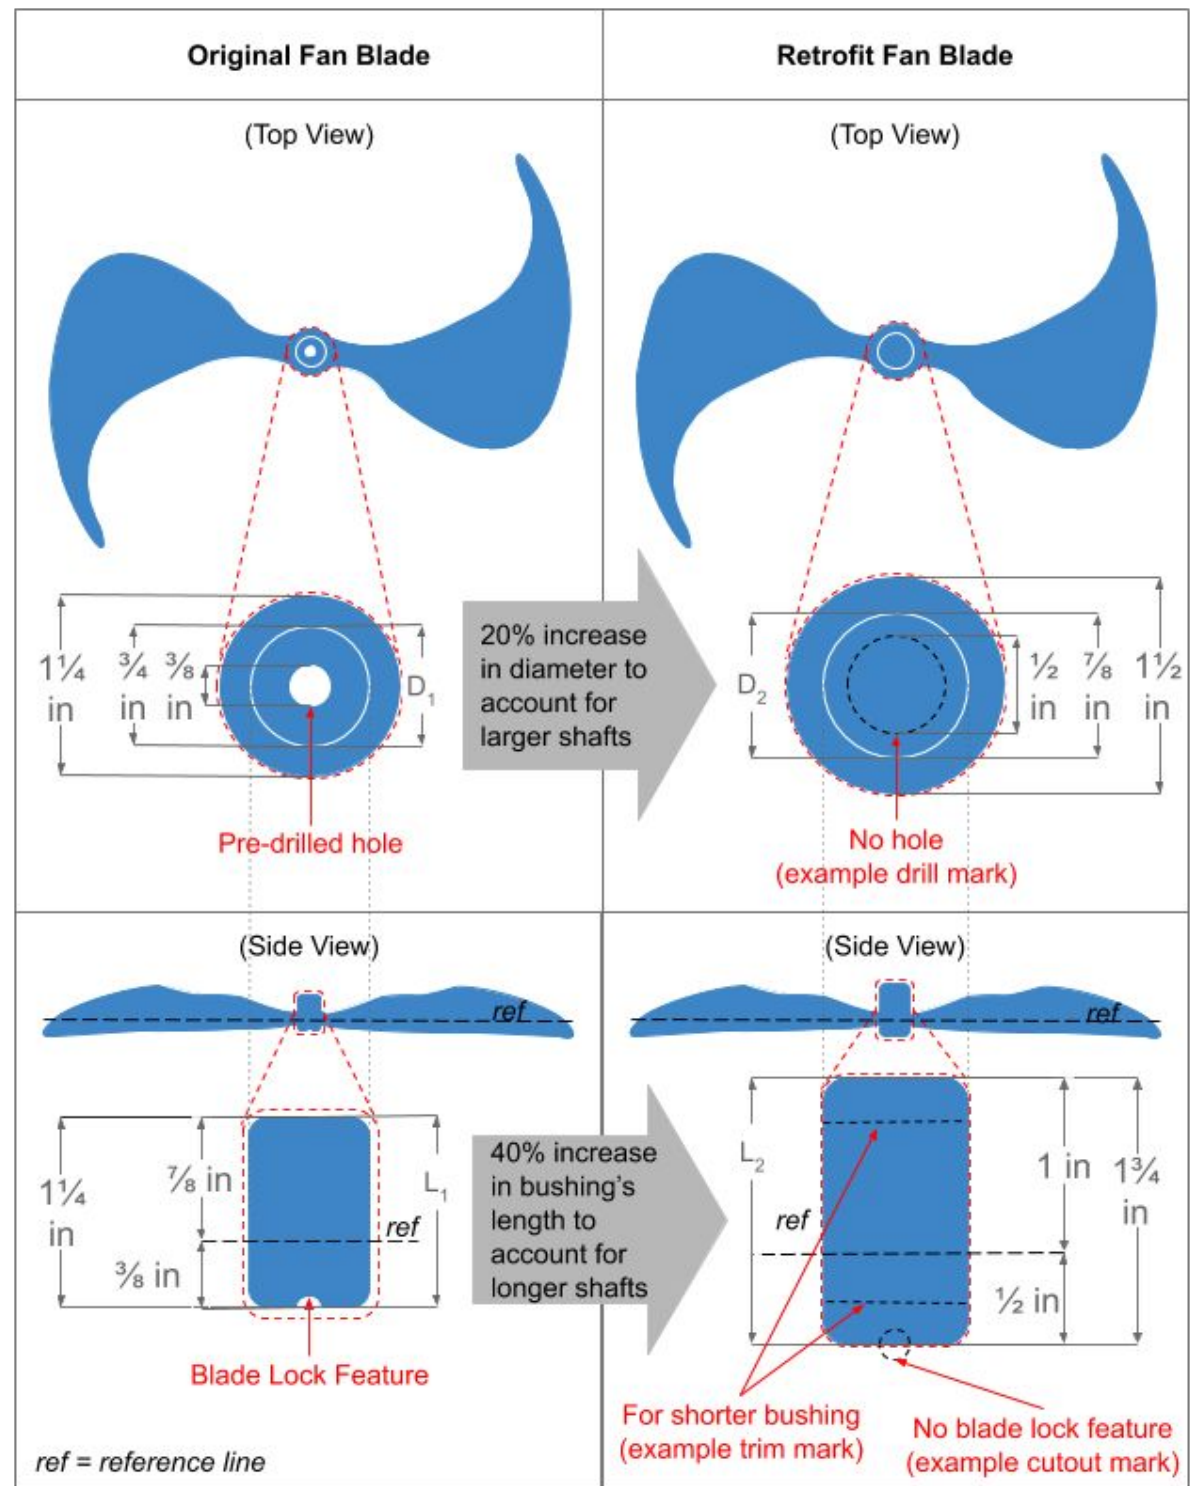 Original Fan Blade
Retrofit Fan Blade
(Top View)
(Top View)
1¼
in
¾
in
⅜
in
D₁
20% increase
in diameter to
account for
larger shafts
D₂
½
in
⅞
in
1½
in
Pre-drilled hole
No hole
(example drill mark)
(Side View)
(Side View)
ref
ref
1¼
in
⅞ in
⅜ in
L₁
ref
Blade Lock Feature
ref = reference line
40% increase
in bushing's
length to
account for
longer shafts
L₂
ref
1 in
1¾
in
½ in
For shorter bushing
(example trim mark)
No blade lock feature
(example cutout mark)